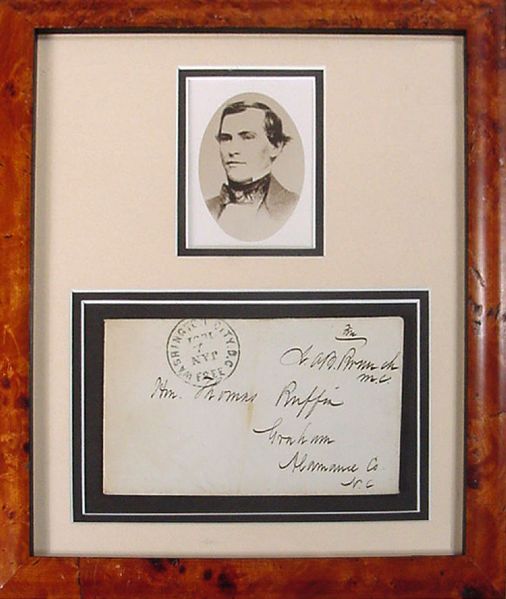 WASHINGTON CITY D.C.
FREE
L O'B. Branch
M.C.
Hon. Thomas Ruffin
Graham
Alamance Co
N.C